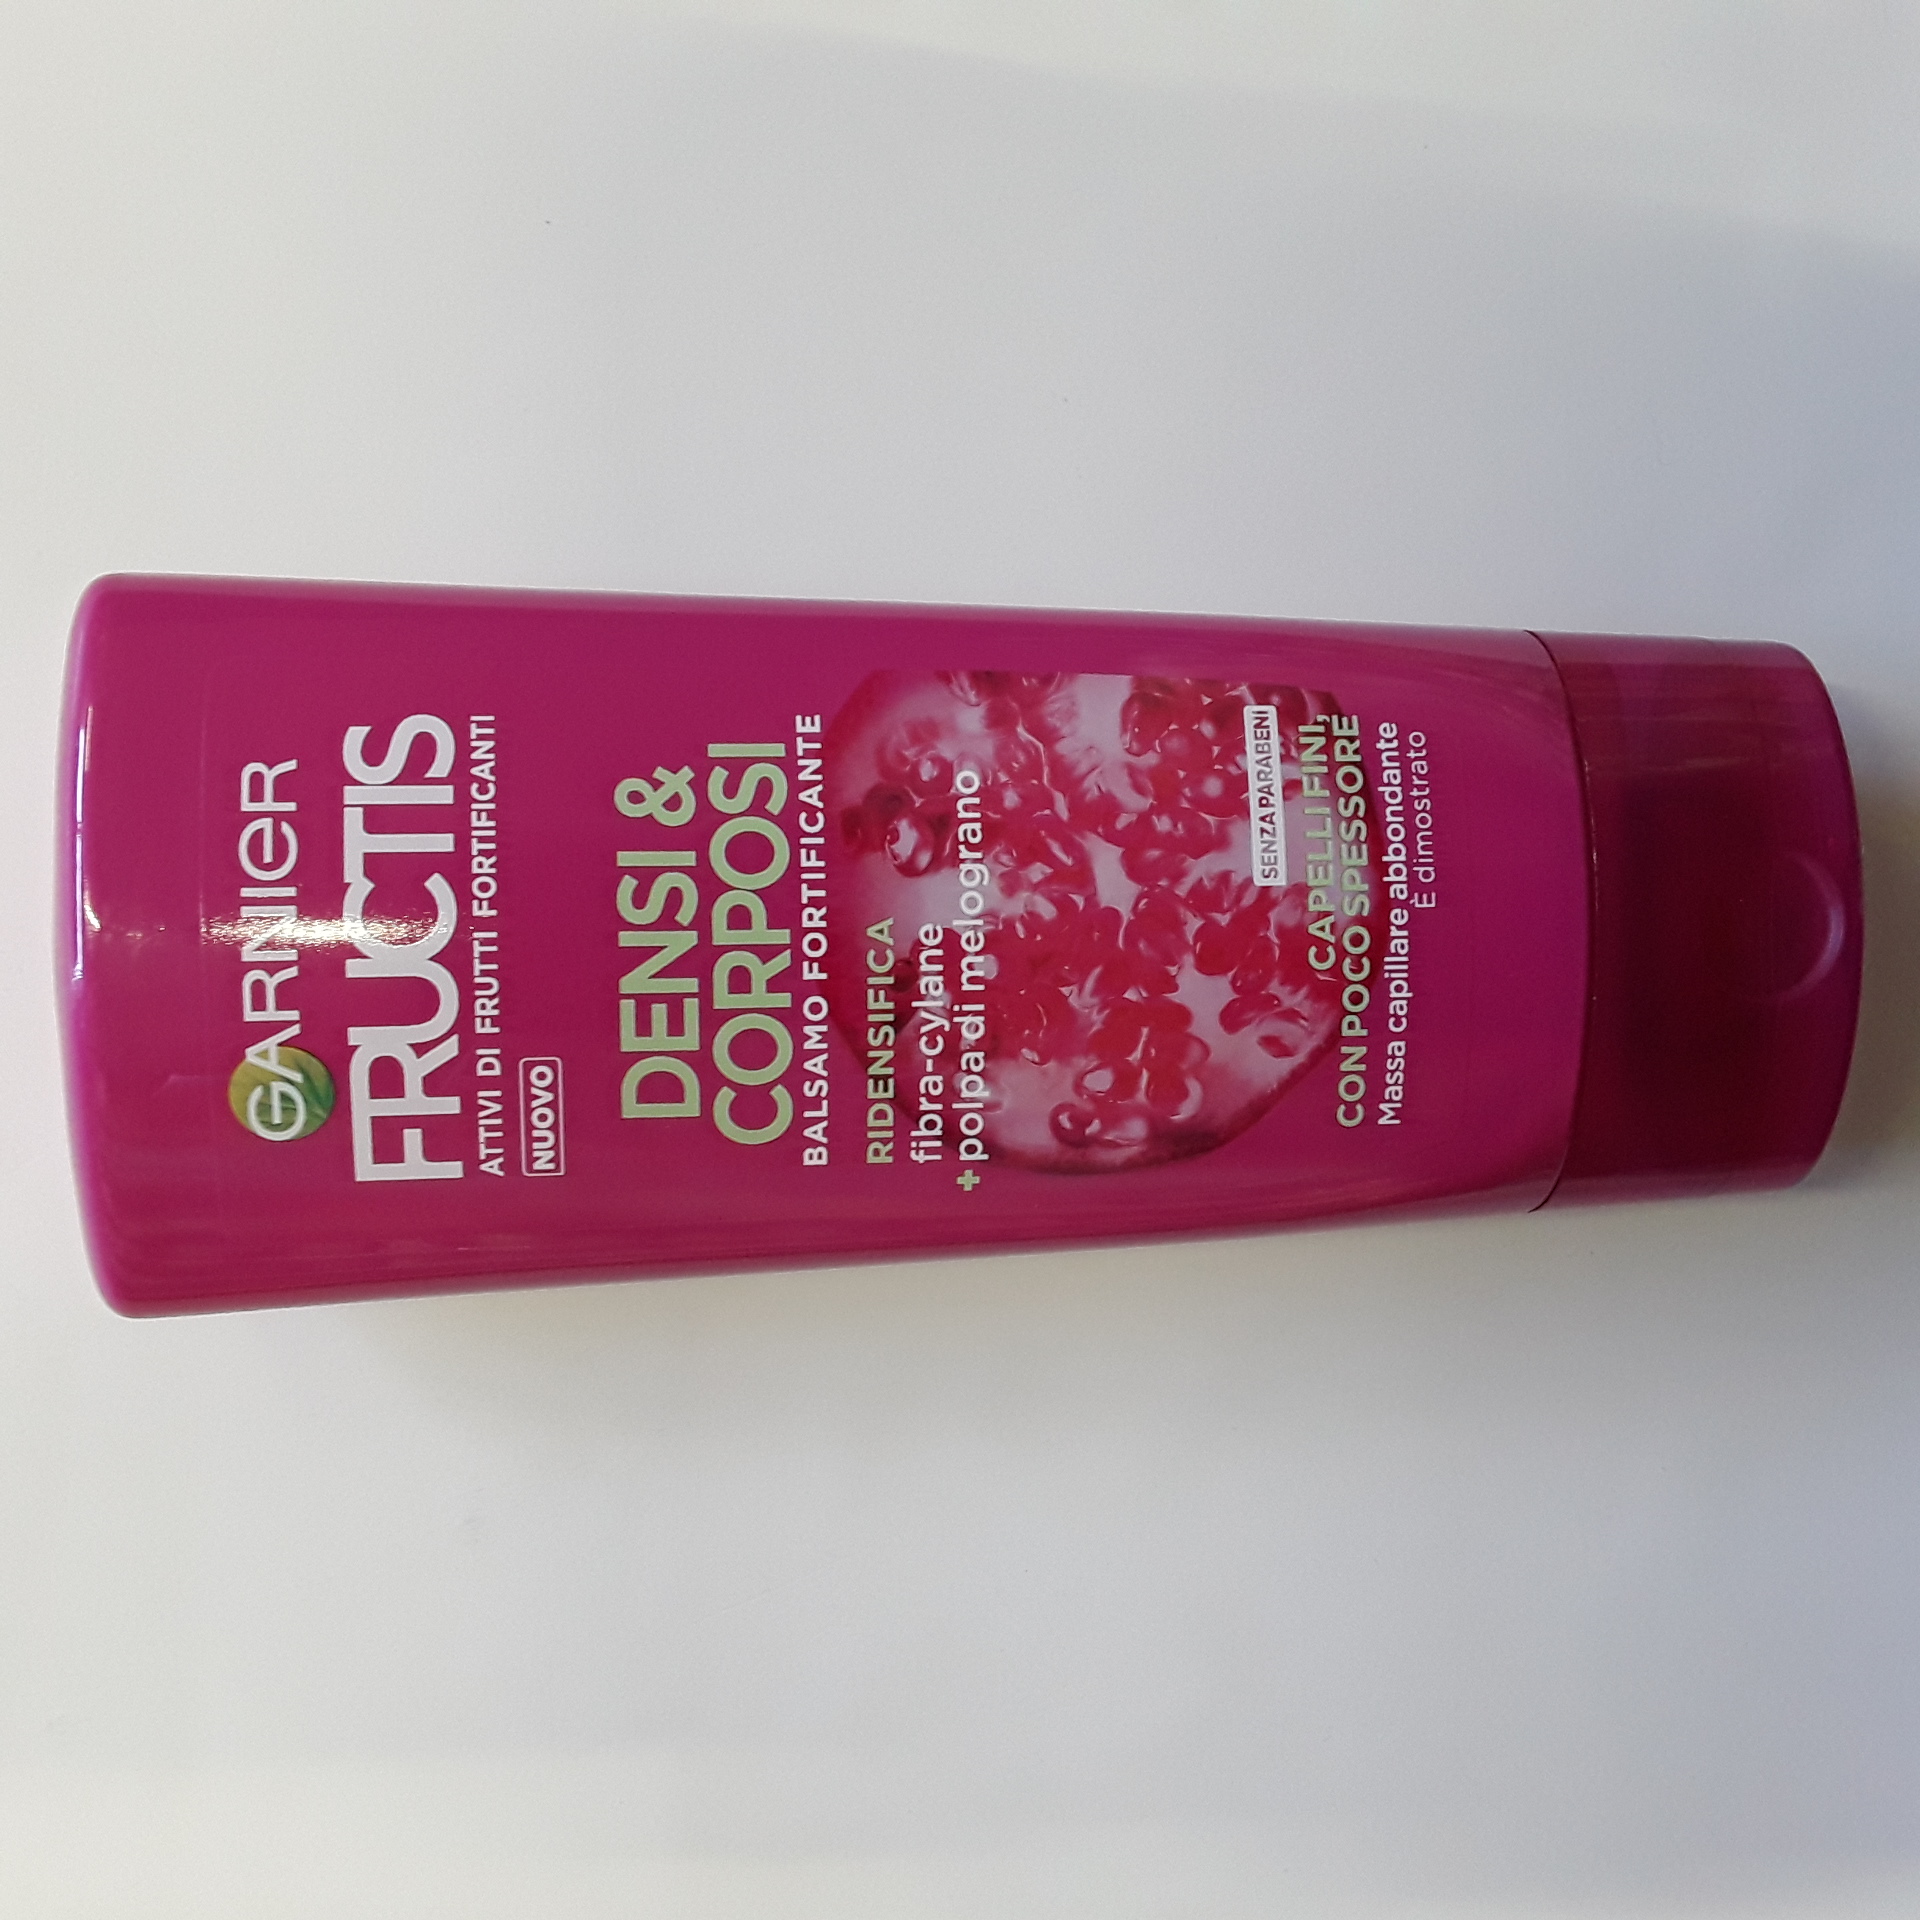 GARNIER
FRUCTIS
ATTIVI DI FRUTTI FORTIFICANTI
NUOVO
DENSI &
CORPOSI
BALSAMO FORTIFICANTE
RIDENSIFICA
fibra-cylane
+ polpa di melograno
SENZA PARABENI
CAPELLI FINI,
CON POCO SPESSORE
Massa capillare abbondante
È dimostrato